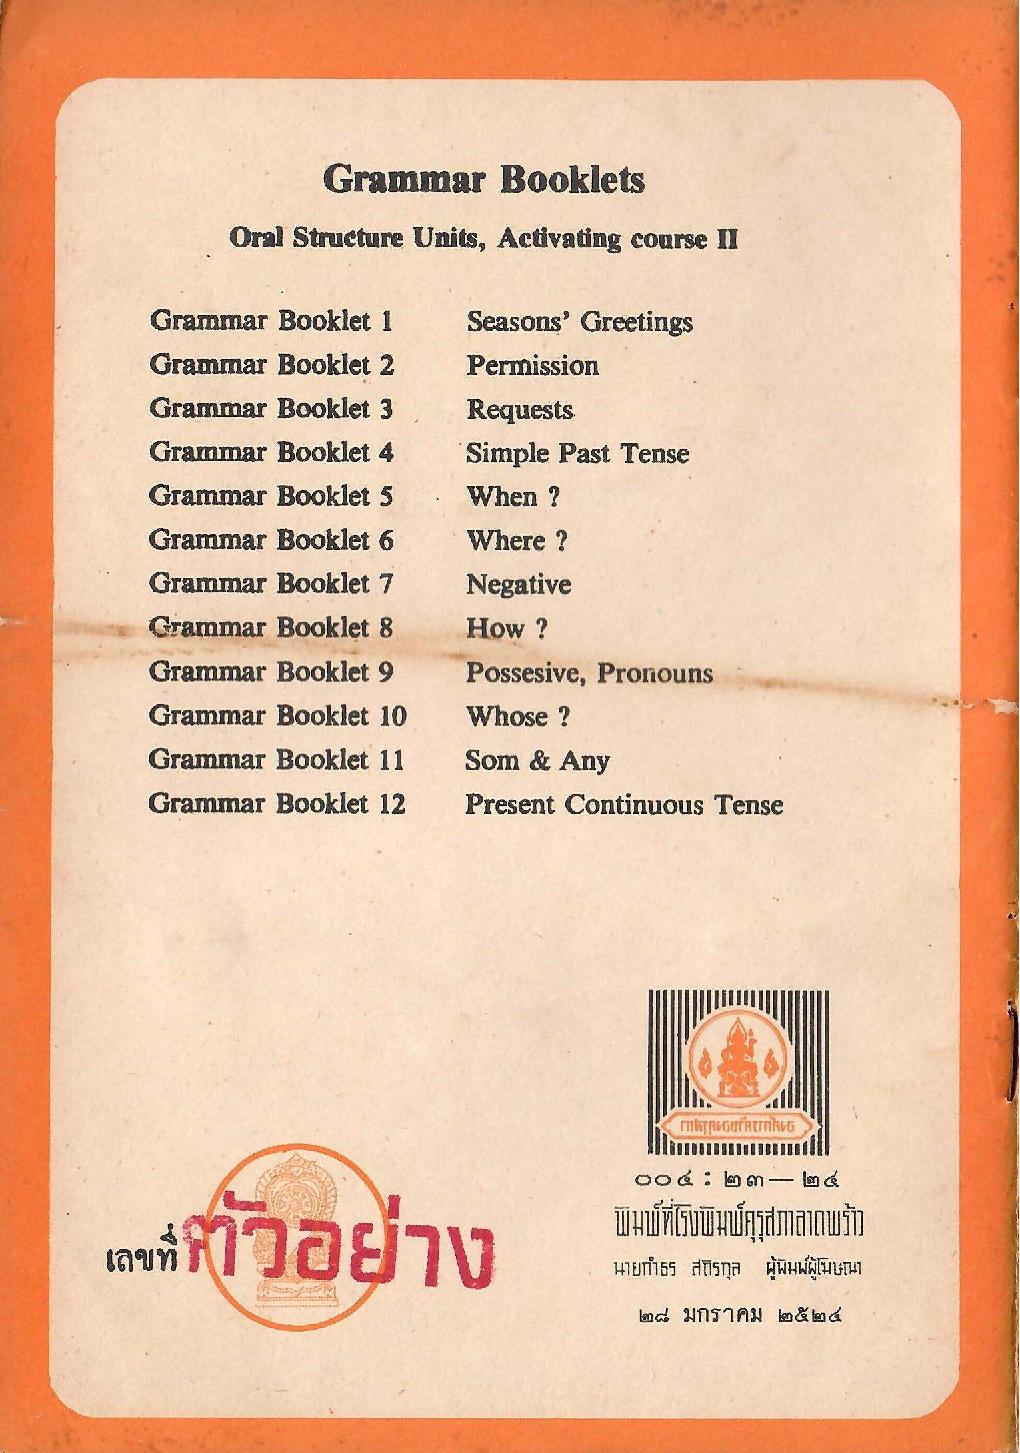 Grammar Booklets
Oral Structure Units, Activating course II
Grammar Booklet 1 Seasons' Greetings
Grammar Booklet 2 Permission
Grammar Booklet 3 Requests
Grammar Booklet 4 Simple Past Tense
Grammar Booklet 5 When ?
Grammar Booklet 6 Where ?
Grammar Booklet 7 Negative
Grammar Booklet 8 How ?
Grammar Booklet 9 Possesive, Pronouns
Grammar Booklet 10 Whose ?
Grammar Booklet 11 Som & Any
Grammar Booklet 12 Present Continuous Tense
เลขที่ ตัวอย่าง
๐๐๔ : ๒๓ — ๒๔
พิมพ์ที่โรงพิมพ์คุรุสภาลาดพร้าว
นายกำธร สถิรกุล ผู้พิมพ์ผู้โฆษณา
๒๘ มกราคม ๒๕๒๔